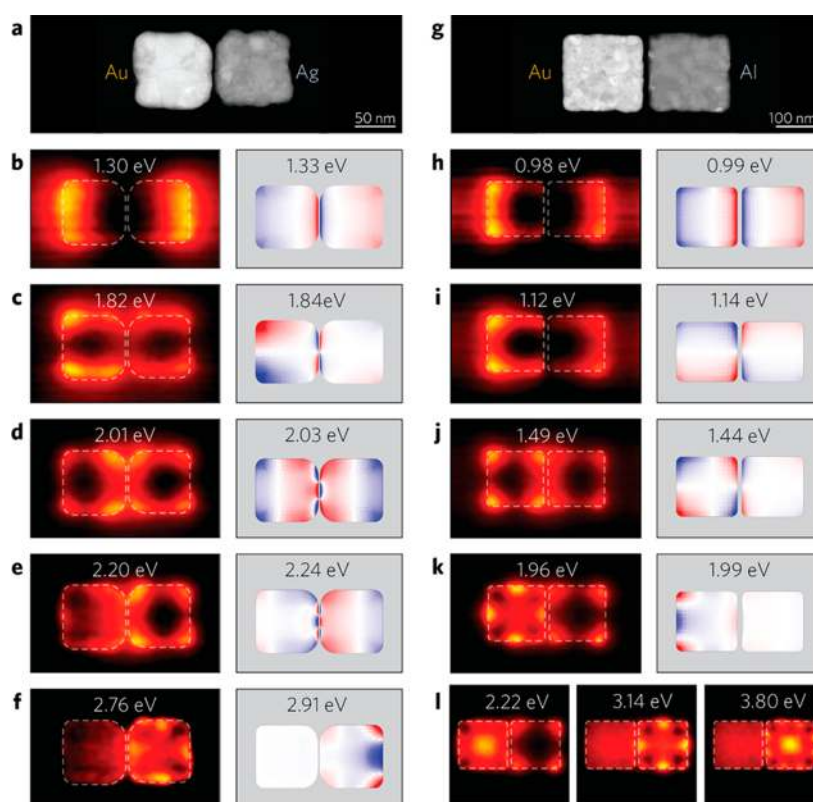 a
Au
Ag
50 nm
b
1.30 eV
1.33 eV
c
1.82 eV
1.84eV
d
2.01 eV
2.03 eV
e
2.20 eV
2.24 eV
f
2.76 eV
2.91 eV
g
Au
Al
100 nm
h
0.98 eV
0.99 eV
i
1.12 eV
1.14 eV
j
1.49 eV
1.44 eV
k
1.96 eV
1.99 eV
l
2.22 eV
3.14 eV
3.80 eV